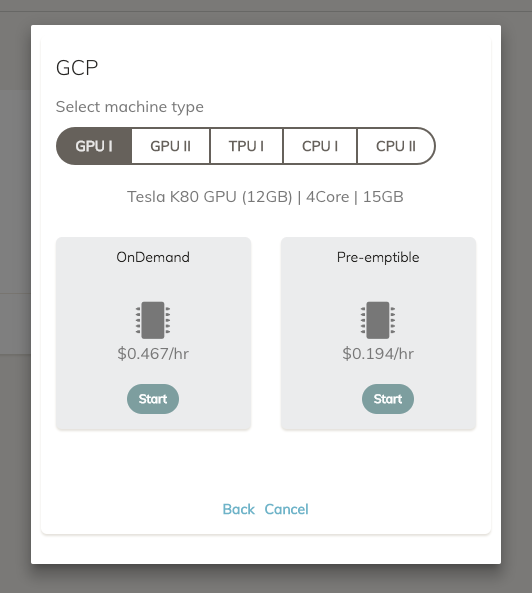 GCP
Select machine type
GPU I GPU II TPU I CPU I CPU II
Tesla K80 GPU (12GB) | 4Core | 15GB
OnDemand Pre-emptible
$0.467/hr $0.194/hr
Start Start
Back Cancel